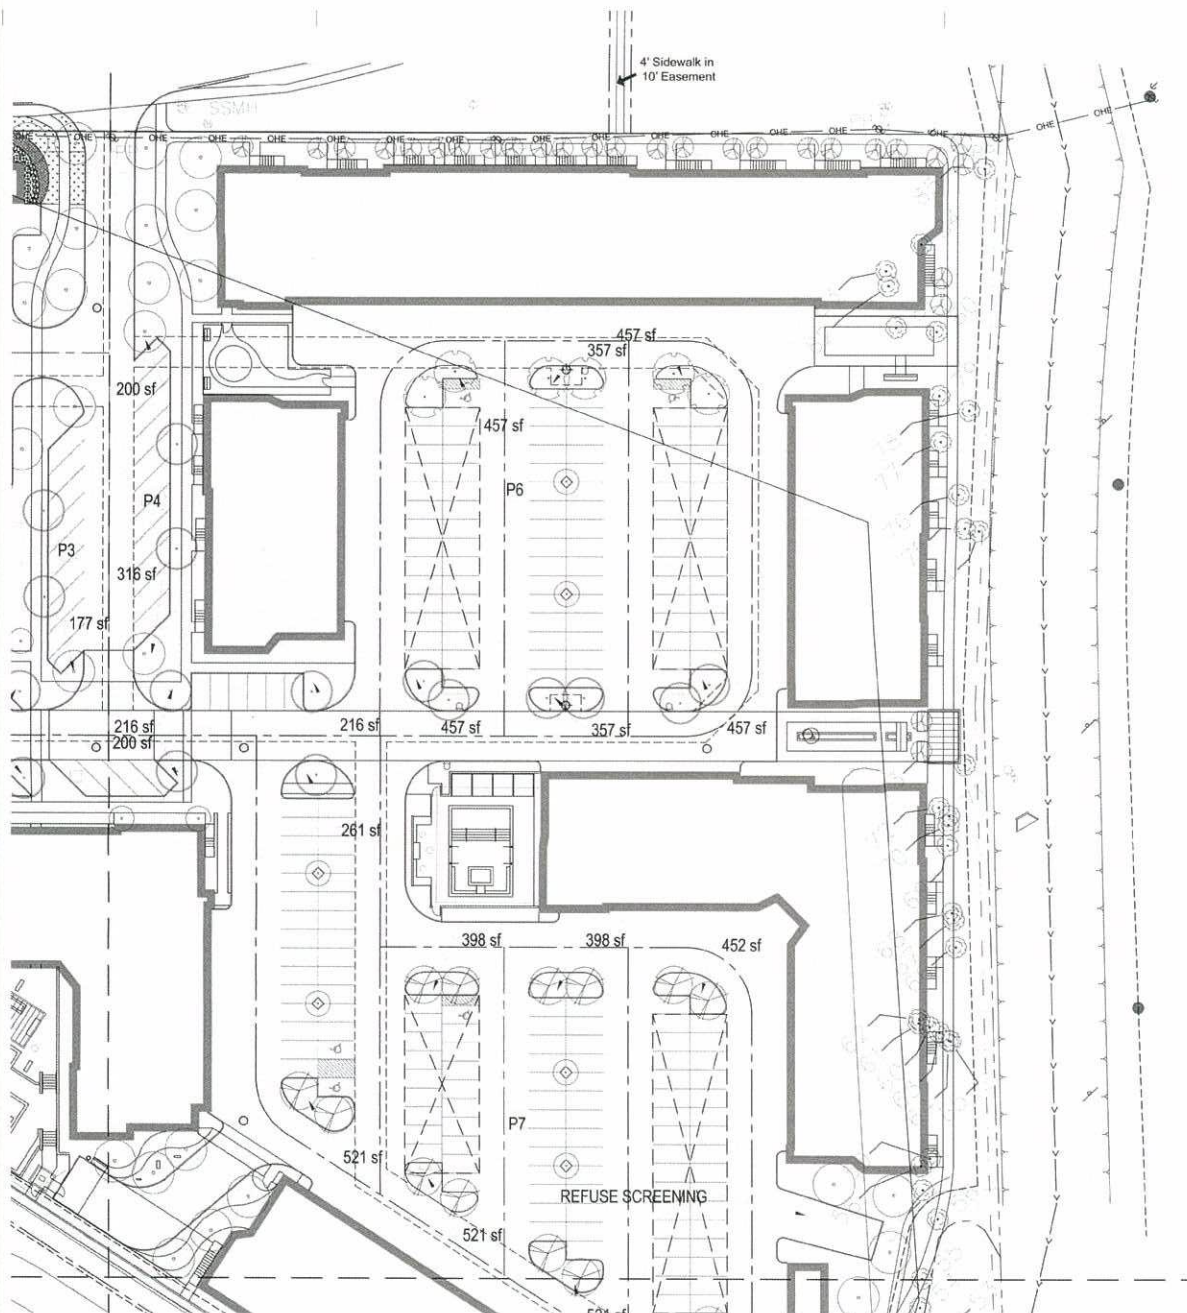 4' Sidewalk in
10' Easement
SSMH
OHE OHE OHE OHE OHE OHE OHE OHE OHE OHE OHE OHE OHE OHE
457 sf
357 sf
200 sf
457 sf
P6
P4
P3
316 sf
177 sf
216 sf
216 sf
457 sf
357 sf
457 sf
200 sf
261 sf
398 sf
398 sf
452 sf
P7
521 sf
REFUSE SCREENING
521 sf